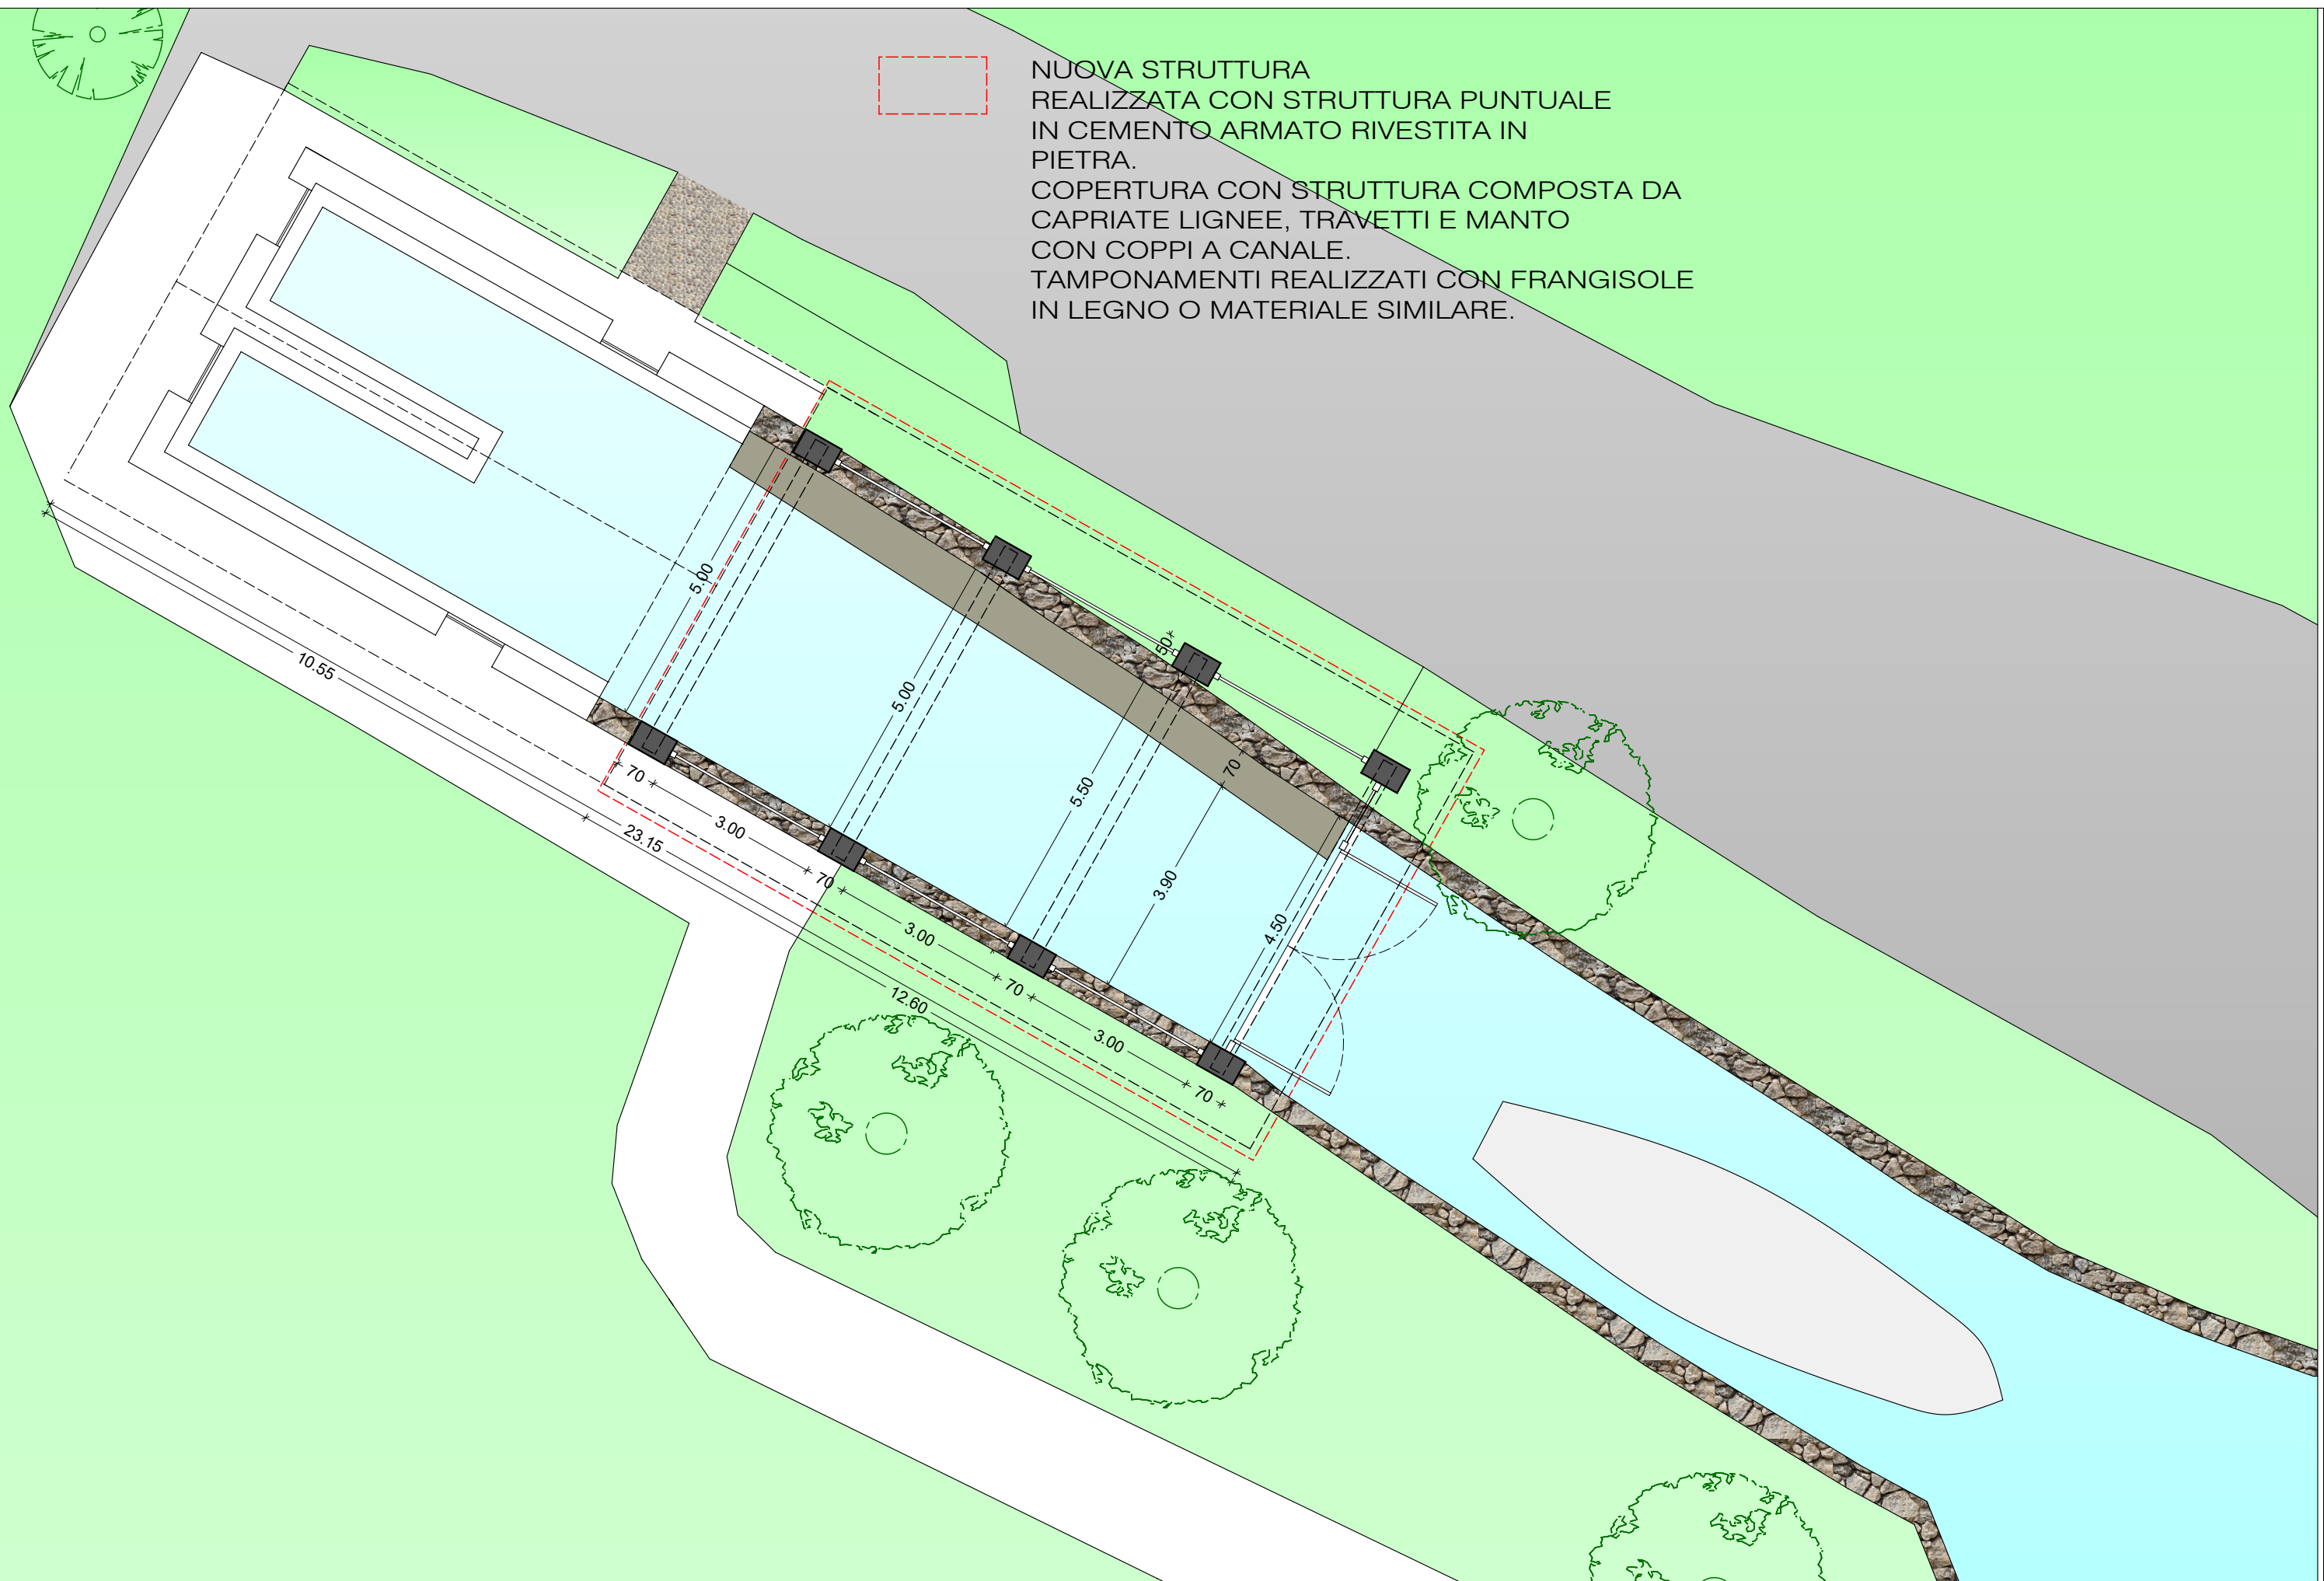 NUOVA STRUTTURA
REALIZZATA CON STRUTTURA PUNTUALE
IN CEMENTO ARMATO RIVESTITA IN
PIETRA.
COPERTURA CON STRUTTURA COMPOSTA DA
CAPRIATE LIGNEE, TRAVETTI E MANTO
CON COPPI A CANALE.
TAMPONAMENTI REALIZZATI CON FRANGISOLE
IN LEGNO O MATERIALE SIMILARE.
5.00
5.00
50
10.55
5.50
70
70
3.00
23.15
70
3.90
3.00
4.50
12.60
70
3.00
70